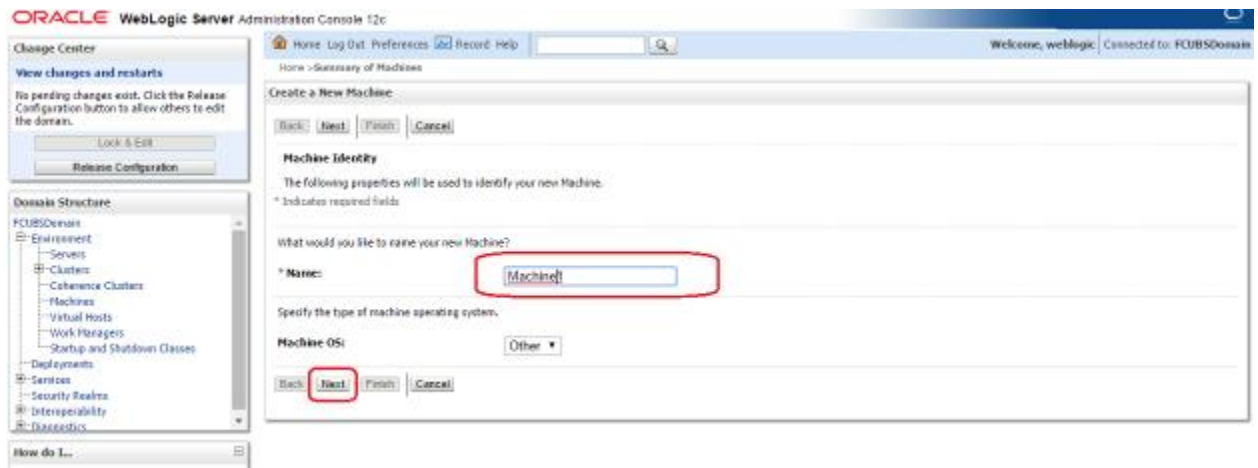 ORACLE WebLogic Server Administration Console 12c
Change Center
View changes and restarts
No pending changes exist. Click the Release
Configuration button to allow others to edit
the domain.
Lock & Edit
Release Configuration
Domain Structure
FCUBSDomain
Environment
Servers
Clusters
Coherence Clusters
Machines
Virtual Hosts
Work Managers
Startup and Shutdown Classes
Deployments
Services
Security Realms
Interoperability
Diagnostics
How do I...
Home Log Out Preferences Record Help
Welcome, weblogic Connected to: FCUBSDomain
Home >Summary of Machines
Create a New Machine
Back Next Finish Cancel
Machine Identity
The following properties will be used to identify your new Machine.
* Indicates required fields
What would you like to name your new Machine?
* Name: Machine1
Specify the type of machine operating system.
Machine OS: Other
Back Next Finish Cancel